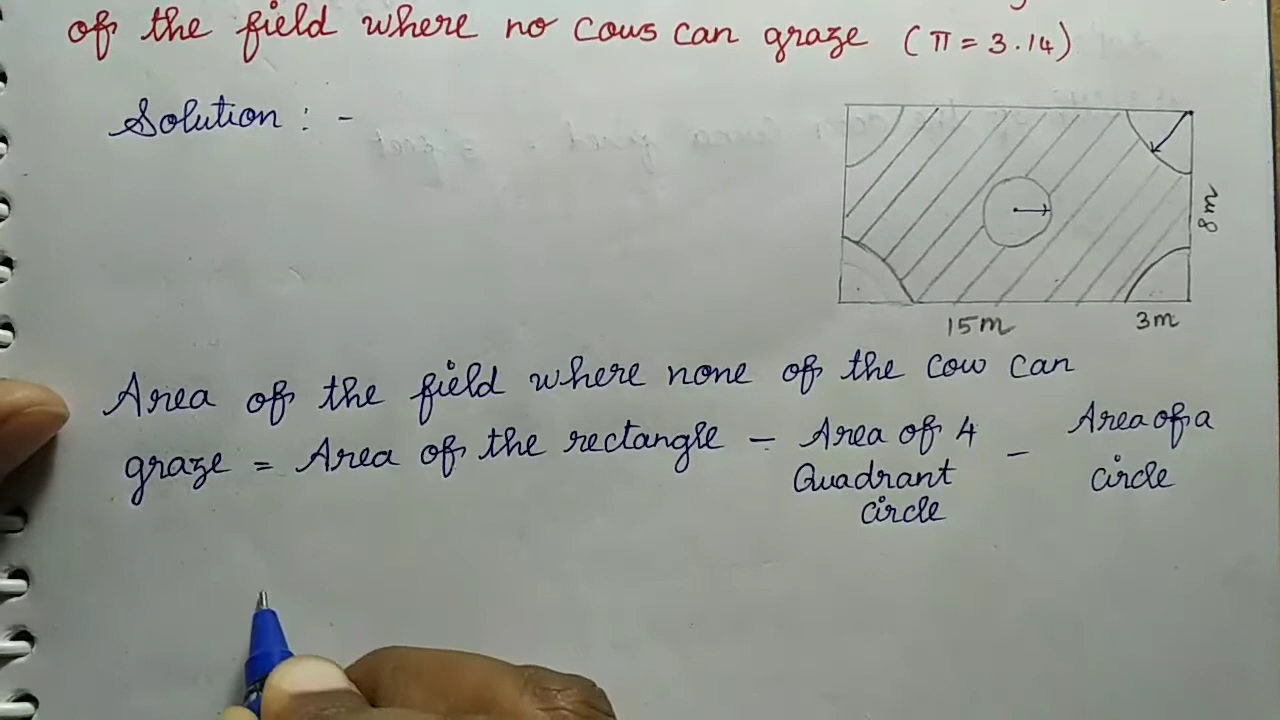 of the field where no cows can graze (π = 3.14)
Solution : -
8m
15m 3m
Area of the field where none of the cow can
graze = Area of the rectangle - Area of 4 Quadrant circle - Area of a circle